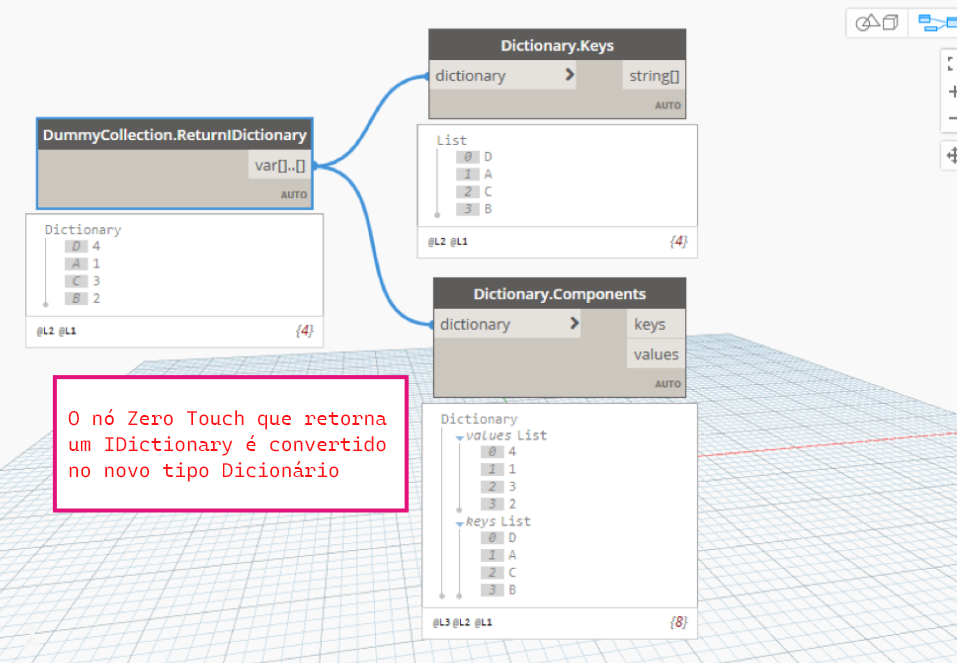 Dictionary.Keys
dictionary
string[]
AUTO
List
0 D
1 A
2 C
3 B
@L2 @L1
{4}
DummyCollection.ReturnIDictionary
var[]..[]
AUTO
Dictionary
D 4
A 1
C 3
B 2
@L2 @L1
{4}
Dictionary.Components
dictionary
keys
values
AUTO
Dictionary
values List
0 4
1 1
2 3
3 2
keys List
0 D
1 A
2 C
3 B
@L3 @L2 @L1
{8}
O nó Zero Touch que retorna
um IDictionary é convertido
no novo tipo Dicionário